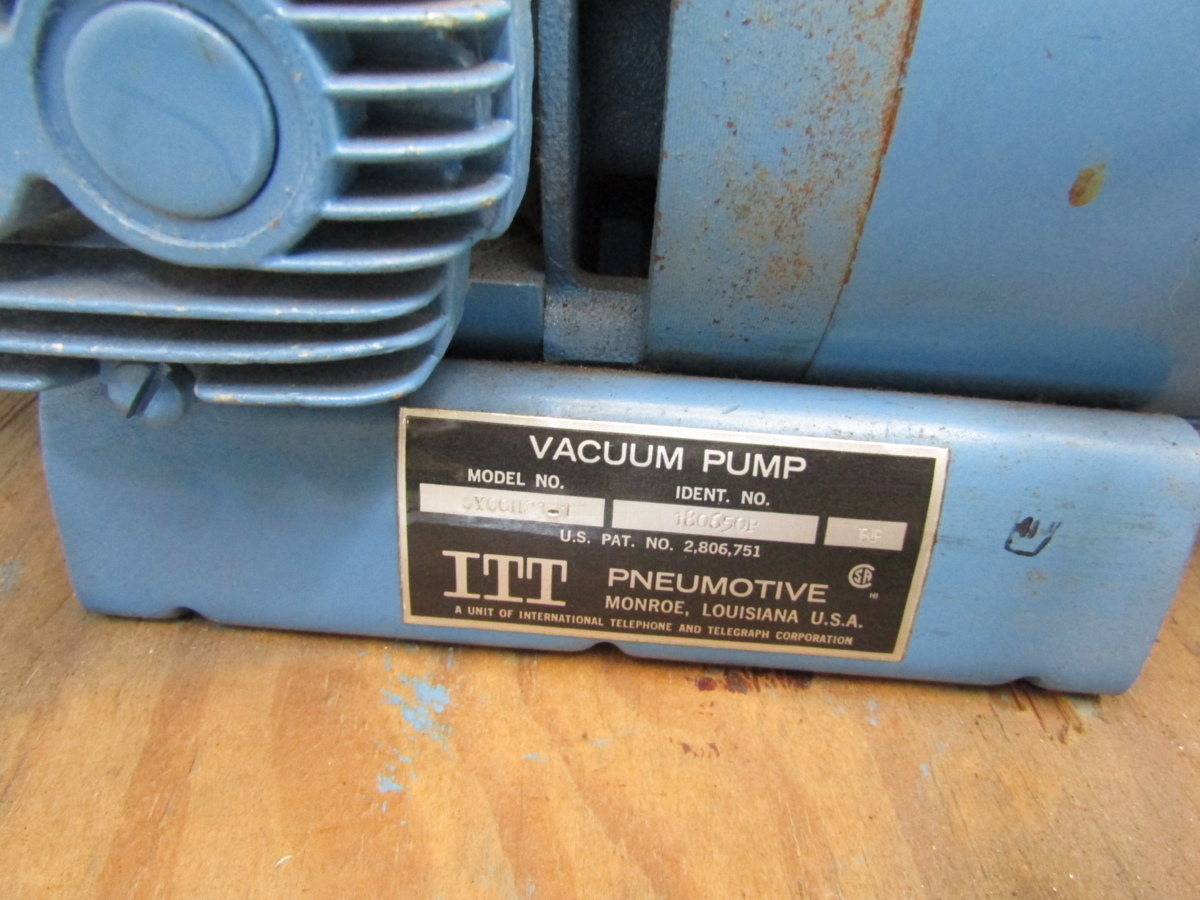 VACUUM PUMP
MODEL NO.
IDENT. NO.
U.S. PAT. NO. 2,806,751
ITT PNEUMOTIVE
MONROE, LOUISIANA U.S.A.
A UNIT OF INTERNATIONAL TELEPHONE AND TELEGRAPH CORPORATION